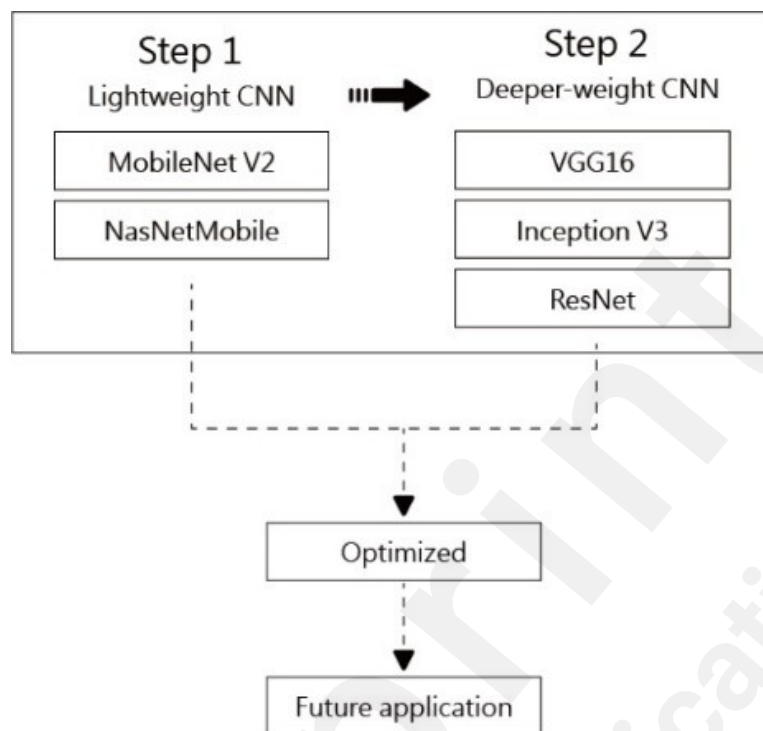 Step 1
Lightweight CNN
MobileNet V2
NasNetMobile
Step 2
Deeper-weight CNN
VGG16
Inception V3
ResNet
Optimized
Future application